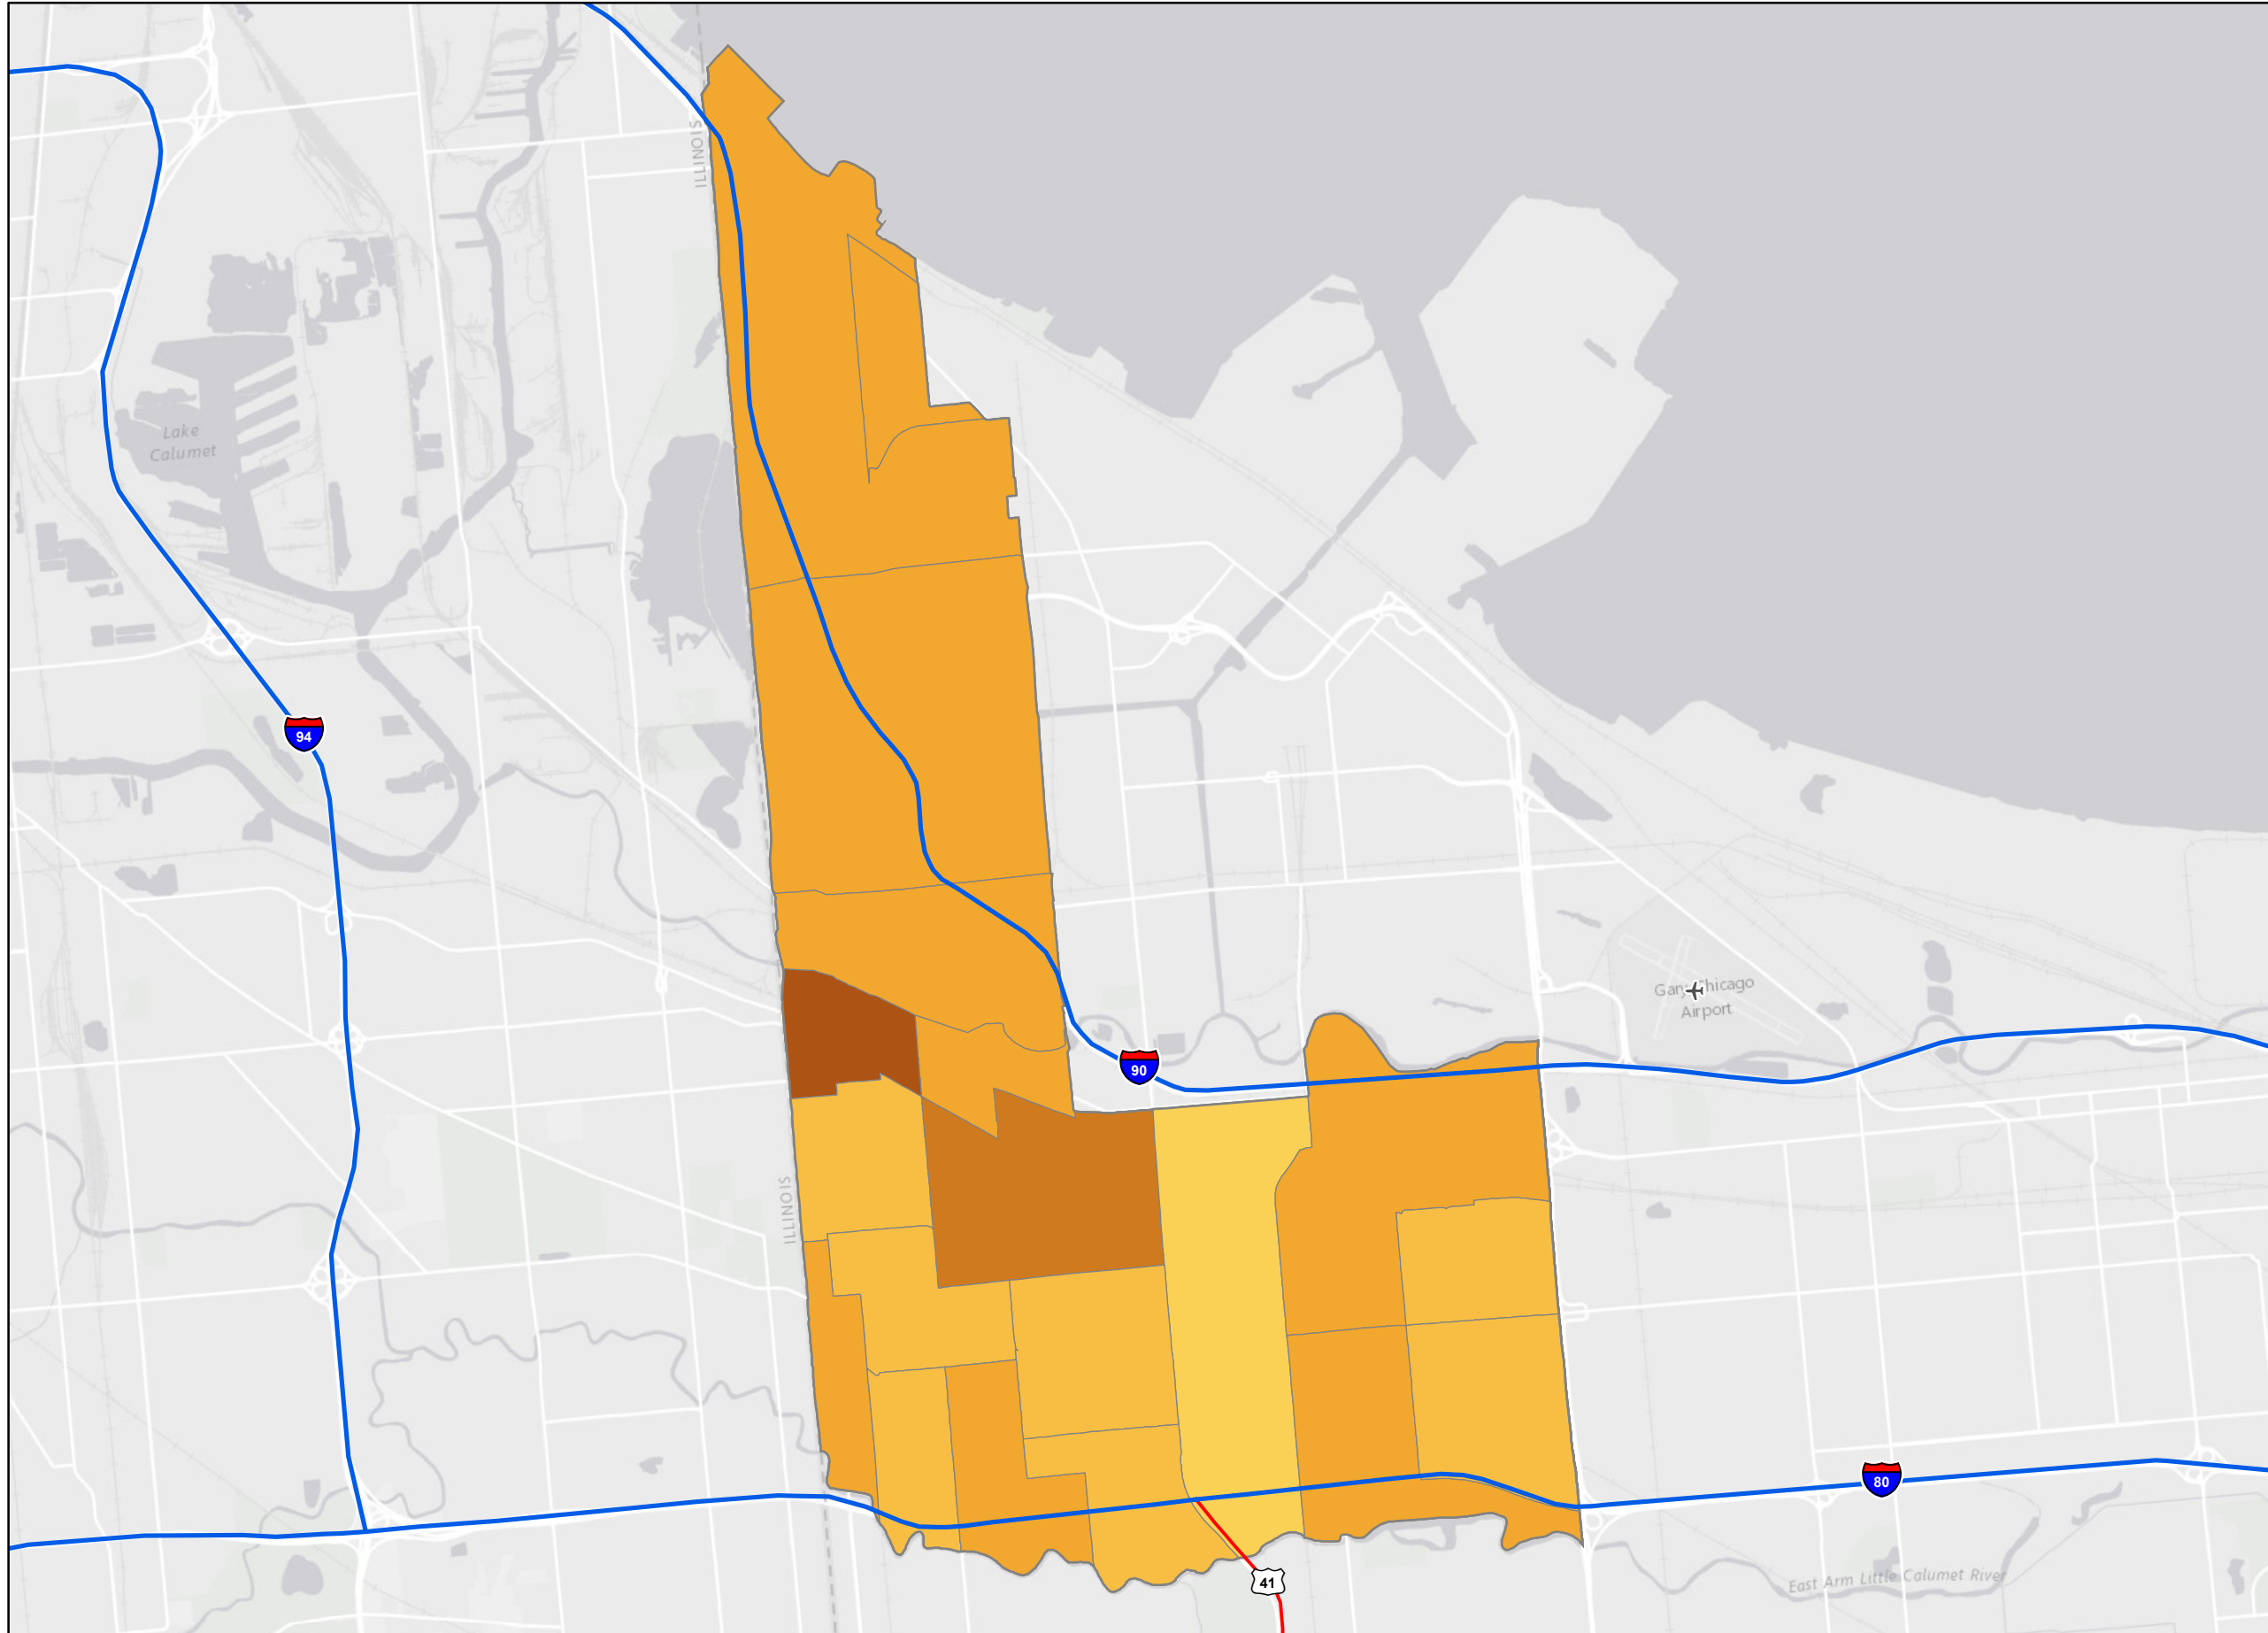 ILLINOIS
Lake
Calumet
94
Gary/Chicago
Airport
90
ILLINOIS
80
41
East Arm Little Calumet River